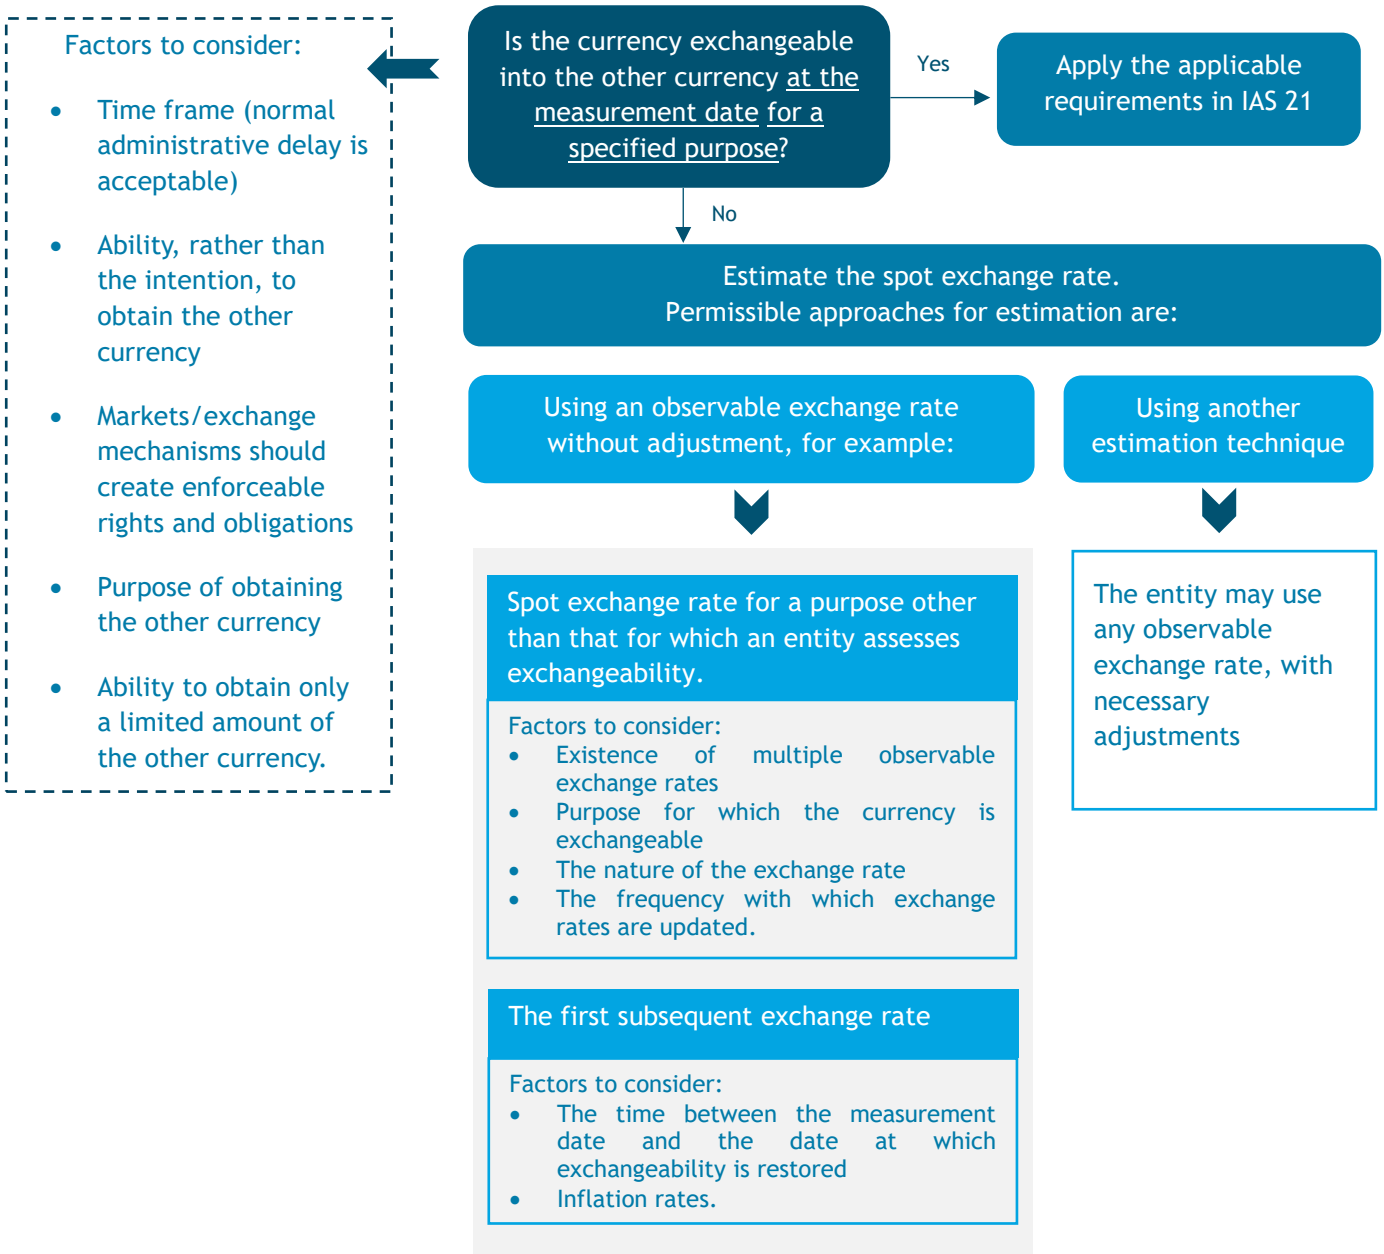 Factors to consider:
• Time frame (normal
administrative delay is
acceptable)
• Ability, rather than
the intention, to
obtain the other
currency
• Markets/exchange
mechanisms should
create enforceable
rights and obligations
• Purpose of obtaining
the other currency
• Ability to obtain only
a limited amount of
the other currency.
Is the currency exchangeable
into the other currency at the
measurement date for a
specified purpose?
Yes
Apply the applicable
requirements in IAS 21
No
Estimate the spot exchange rate.
Permissible approaches for estimation are:
Using an observable exchange rate
without adjustment, for example:
Spot exchange rate for a purpose other
than that for which an entity assesses
exchangeability.
Factors to consider:
• Existence of multiple observable
exchange rates
• Purpose for which the currency is
exchangeable
• The nature of the exchange rate
• The frequency with which exchange
rates are updated.
The first subsequent exchange rate
Factors to consider:
• The time between the measurement
date and the date at which
exchangeability is restored
• Inflation rates.
Using another
estimation technique
The entity may use
any observable
exchange rate, with
necessary
adjustments